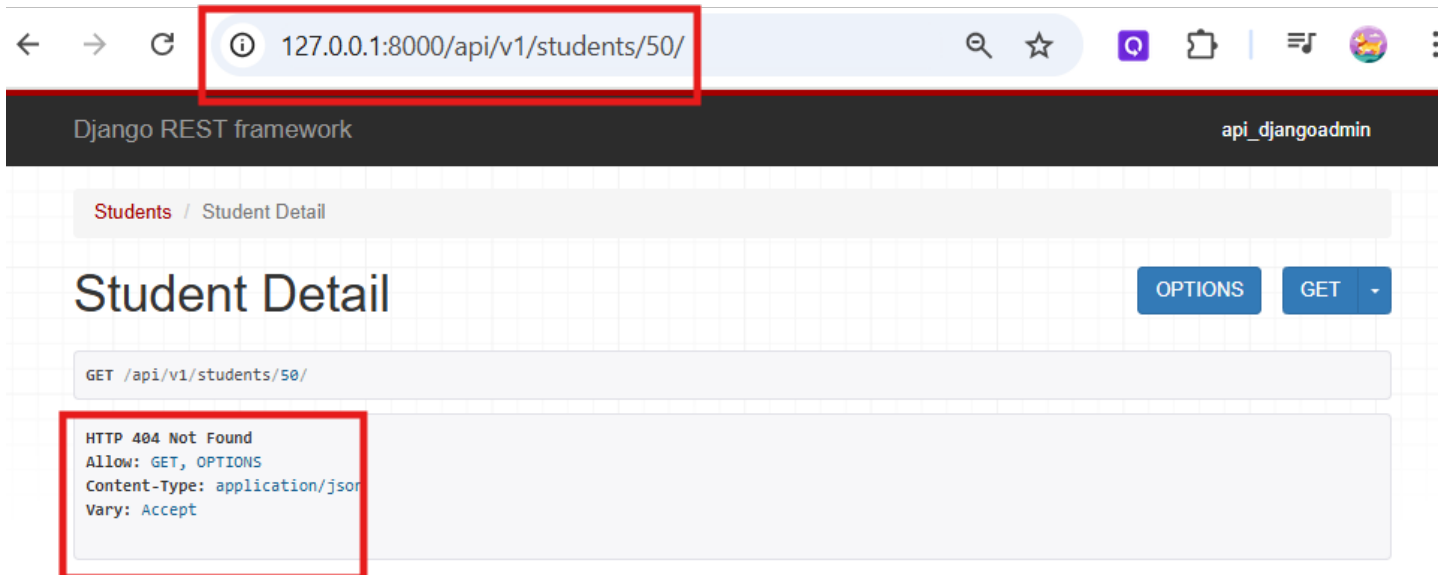 127.0.0.1:8000/api/v1/students/50/
Django REST framework api_djangoadmin
Students / Student Detail
Student Detail OPTIONS GET
GET /api/v1/students/50/
HTTP 404 Not Found
Allow: GET, OPTIONS
Content-Type: application/json
Vary: Accept